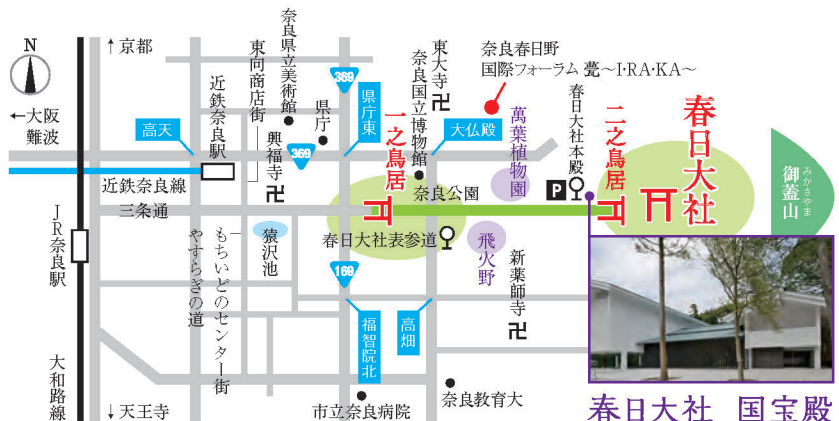 N
↑京都
←大阪
難波
高天
近鉄奈良駅
東向商店街
奈良県立美術館
県庁
興福寺
369
369
県庁東
一之鳥居
奈良国立博物館
東大寺
大仏殿
奈良春日野
国際フォーラム 甍~I・RA・KA~
萬葉植物園
春日大社本殿
P
二之鳥居
春日大社
みかさやま
御蓋山
近鉄奈良線
三条通
奈良公園
JR奈良駅
やすらぎの道
もちいどのセンター街
猿沢池
春日大社表参道
飛火野
新薬師寺
169
福智院北
高畑
大和路線
↓天王寺
市立奈良病院
奈良教育大
春日大社 国宝殿